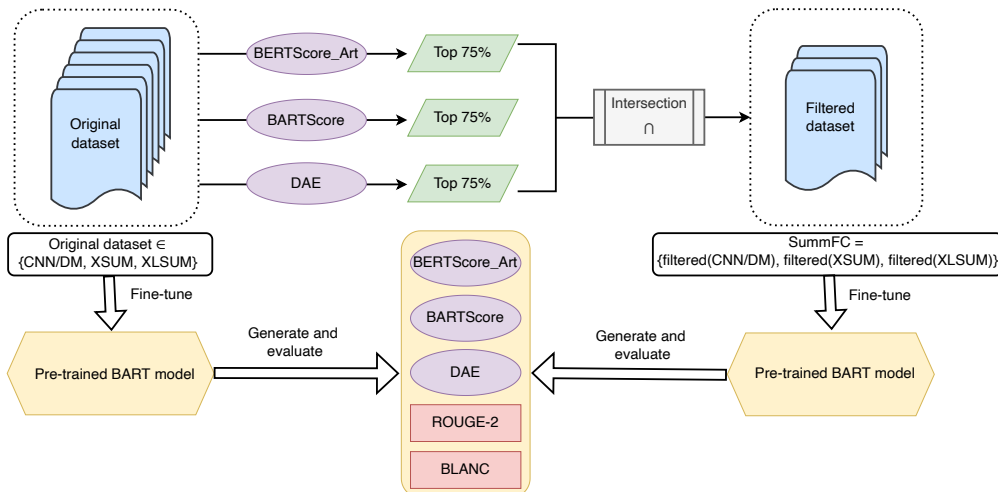 Original
dataset
BERTScore_Art
Top 75%
BARTScore
Top 75%
DAE
Top 75%
Intersection
∩
Filtered
dataset
Original dataset ∈
{CNN/DM, XSUM, XLSUM}
SummFC =
{filtered(CNN/DM), filtered(XSUM), filtered(XLSUM)}
Fine-tune
Fine-tune
Pre-trained BART model
Generate and
evaluate
BERTScore_Art
BARTScore
DAE
ROUGE-2
BLANC
Generate and
evaluate
Pre-trained BART model